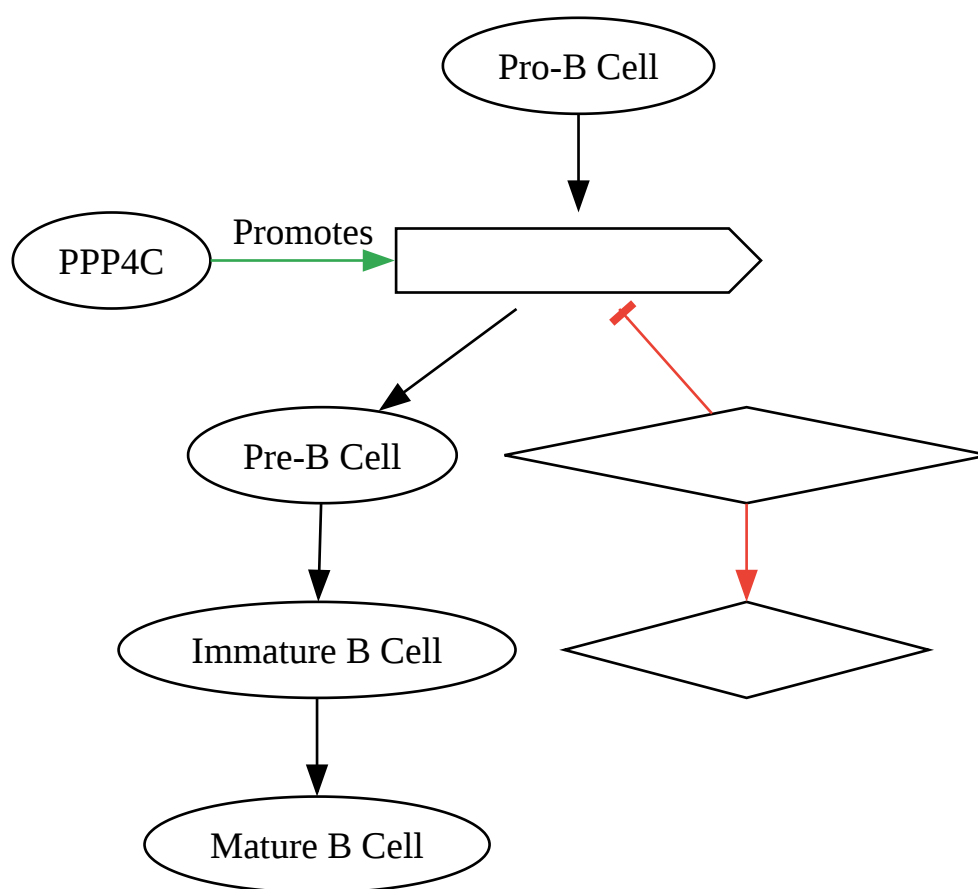 Pro-B Cell
Promotes
PPP4C
Pre-B Cell
Immature B Cell
Mature B Cell